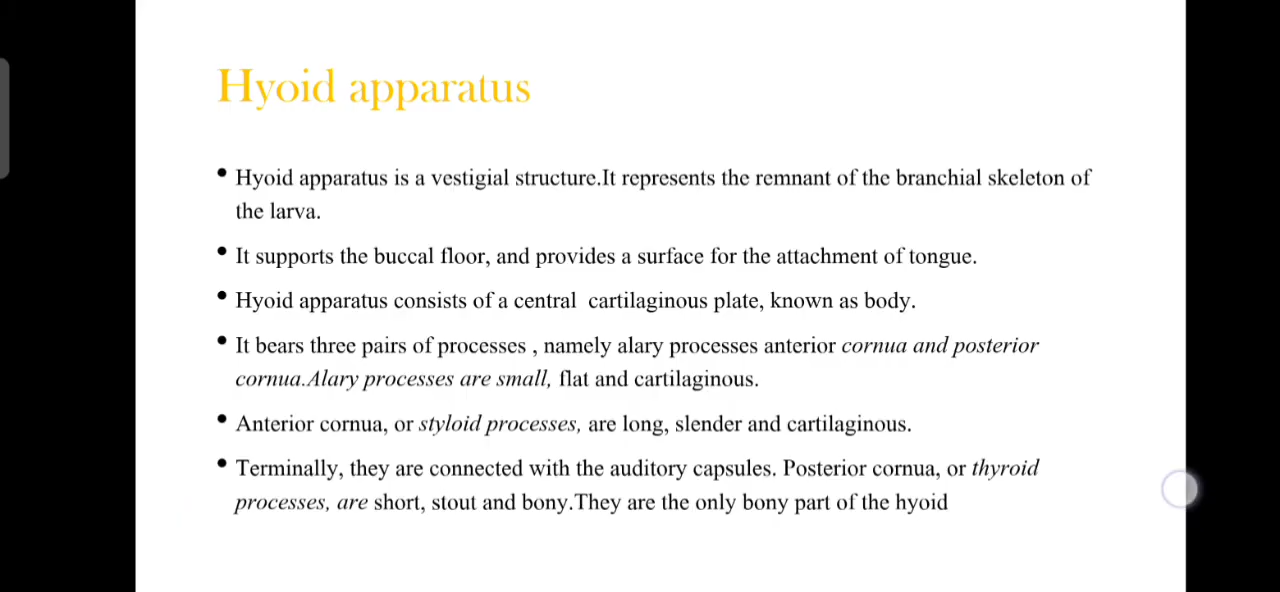 Hyoid apparatus
• Hyoid apparatus is a vestigial structure.It represents the remnant of the branchial skeleton of
the larva.
• It supports the buccal floor, and provides a surface for the attachment of tongue.
• Hyoid apparatus consists of a central  cartilaginous plate, known as body.
• It bears three pairs of processes , namely alary processes anterior cornua and posterior
cornua.Alary processes are small, flat and cartilaginous.
• Anterior cornua, or styloid processes, are long, slender and cartilaginous.
• Terminally, they are connected with the auditory capsules. Posterior cornua, or thyroid
processes, are short, stout and bony.They are the only bony part of the hyoid